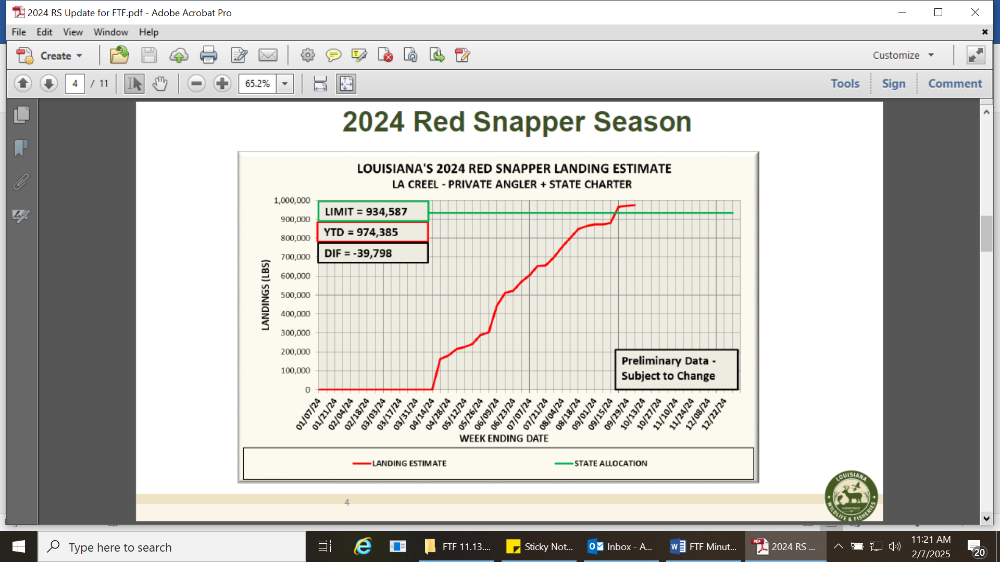 2024 RS Update for FTF.pdf - Adobe Acrobat Pro
File Edit View Window Help
Create
Customize
4 / 11
65.2%
Tools Sign Comment
2024 Red Snapper Season
LOUISIANA'S 2024 RED SNAPPER LANDING ESTIMATE
LA CREEL - PRIVATE ANGLER + STATE CHARTER
LIMIT = 934,587
YTD = 974,385
DIF = -39,798
LANDINGS (LBS)
1,000,000
900,000
800,000
700,000
600,000
500,000
400,000
300,000
200,000
100,000
0
Preliminary Data -
Subject to Change
01/07/24 01/21/24 02/04/24 02/18/24 03/03/24 03/17/24 03/31/24 04/14/24 04/28/24 05/12/24 05/26/24 06/09/24 06/23/24 07/07/24 07/21/24 08/04/24 08/18/24 09/01/24 09/15/24 09/29/24 10/13/24 10/27/24 11/10/24 11/24/24 12/08/24 12/22/24
WEEK ENDING DATE
LANDING ESTIMATE STATE ALLOCATION
4
LOUISIANA
DEPARTMENT
OF
WILDLIFE & FISHERIES
Type here to search
FTF 11.13....
Sticky Not...
Inbox - A...
FTF Minut...
2024 RS ...
11:21 AM
2/7/2025
20